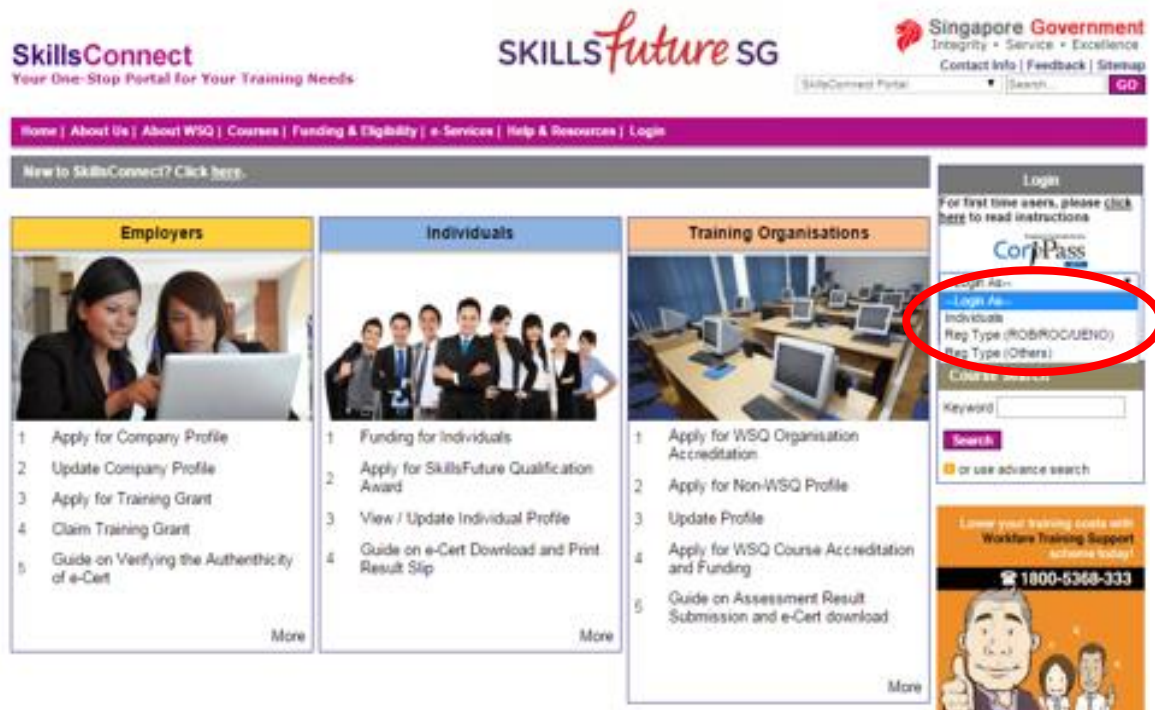 SkillsConnect
Your One-Stop Portal for Your Training Needs
SKILLSfuture SG
Singapore Government
Integrity • Service • Excellence
Contact Info | Feedback | Sitemap
SkillsConnect Portal
Search...
GO
Home | About Us | About WSQ | Courses | Funding & Eligibility | e-Services | Help & Resources | Login
New to SkillsConnect? Click here.
Employers
1 Apply for Company Profile
2 Update Company Profile
3 Apply for Training Grant
4 Claim Training Grant
5 Guide on Verifying the Authenthicity
of e-Cert
More
Individuals
1 Funding for Individuals
2 Apply for SkillsFuture Qualification
Award
3 View / Update Individual Profile
4 Guide on e-Cert Download and Print
Result Slip
More
Training Organisations
1 Apply for WSQ Organisation
Accreditation
2 Apply for Non-WSQ Profile
3 Update Profile
4 Apply for WSQ Course Accreditation
and Funding
5 Guide on Assessment Result
Submission and e-Cert download
More
Login
For first time users, please click
here to read instructions
CorpPass
--Login As--
--Login As--
Individuals
Reg Type (ROB/ROC/UENO)
Reg Type (Others)
Course Search
Keyword
Search
or use advance search
Lower your training costs with
Workfare Training Support
scheme today!
1800-5368-333